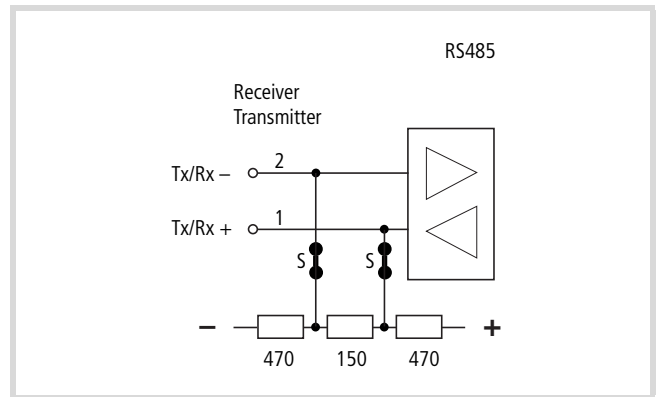 RS485
Receiver
Transmitter
Tx/Rx – 2
Tx/Rx + 1
S S
– +
470 150 470